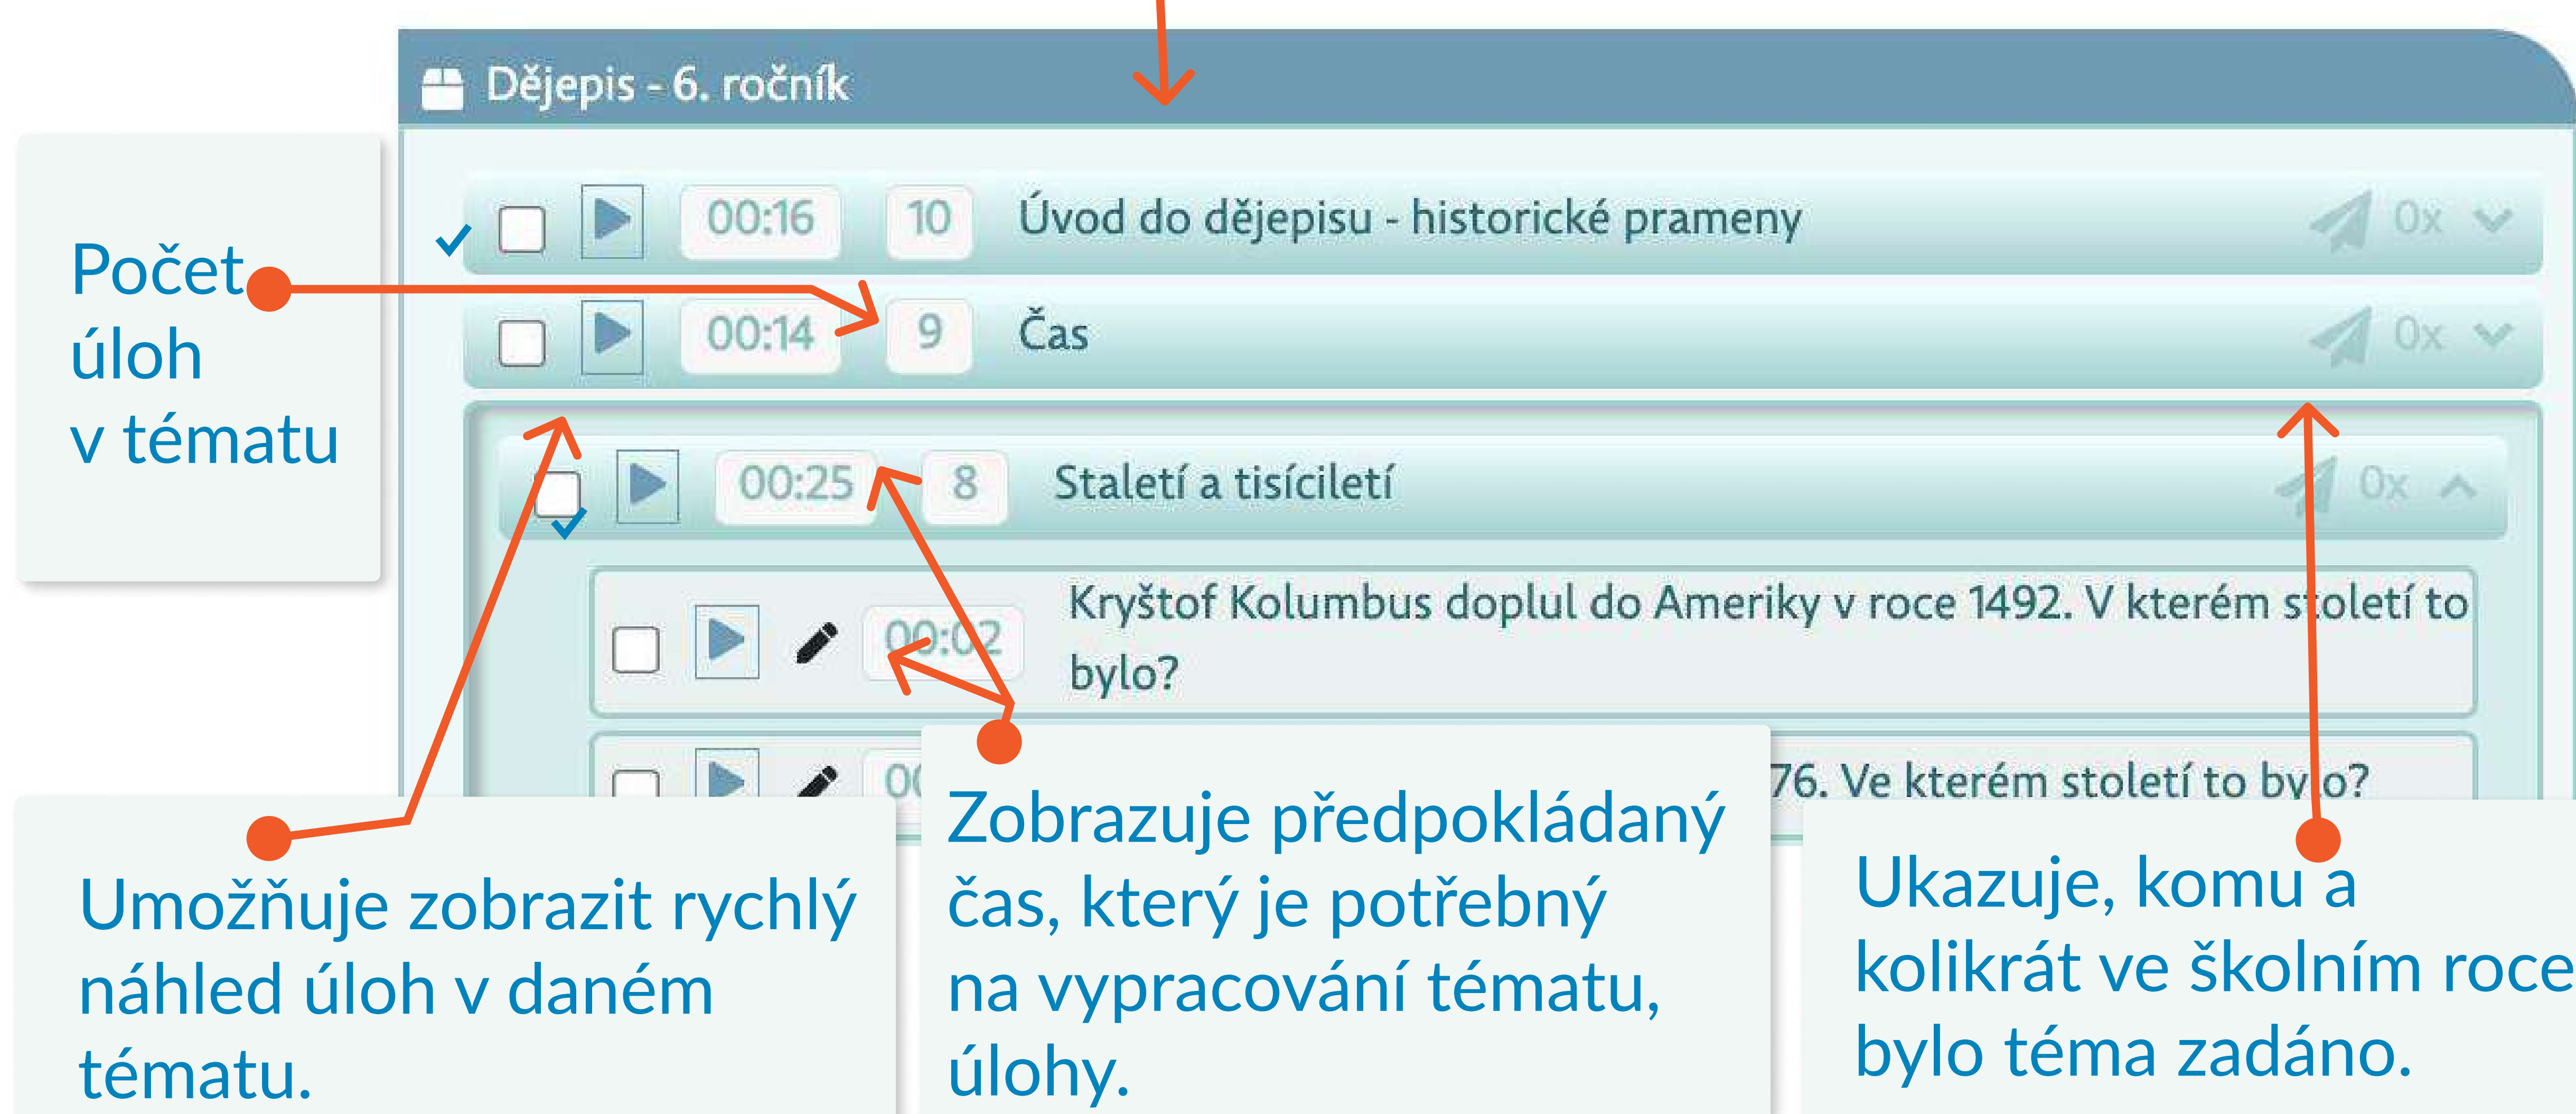 Dějepis - 6. ročník
00:16 10 Úvod do dějepisu - historické prameny 0x
00:14 9 Čas 0x
Počet
úloh
v tématu
00:25 8 Staletí a tisíciletí 0x
00:02 Kryštof Kolumbus doplul do Ameriky v roce 1492. V kterém století to
bylo?
76. Ve kterém století to bylo?
Umožňuje zobrazit rychlý
náhled úloh v daném
tématu.
Zobrazuje předpokládaný
čas, který je potřebný
na vypracování tématu,
úlohy.
Ukazuje, komu a
kolikrát ve školním roce
bylo téma zadáno.